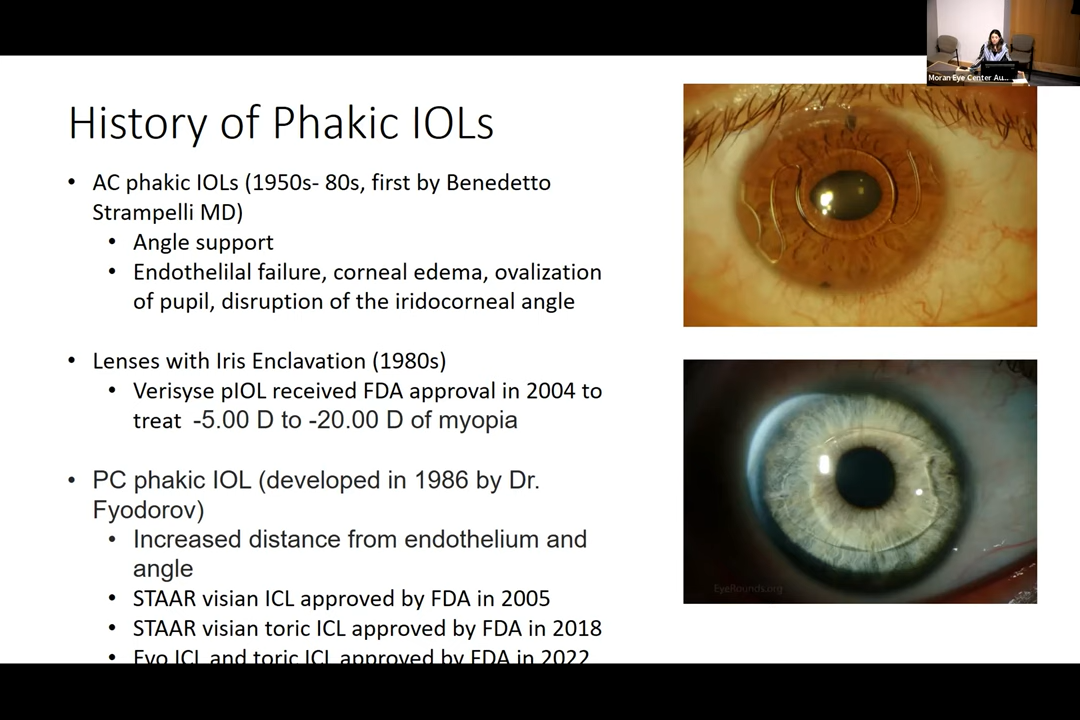 Moran Eye Center Au...
History of Phakic IOLs
• AC phakic IOLs (1950s- 80s, first by Benedetto
Strampelli MD)
• Angle support
• Endothelilal failure, corneal edema, ovalization
of pupil, disruption of the iridocorneal angle
• Lenses with Iris Enclavation (1980s)
• Verisyse pIOL received FDA approval in 2004 to
treat -5.00 D to -20.00 D of myopia
• PC phakic IOL (developed in 1986 by Dr.
Fyodorov)
• Increased distance from endothelium and
angle
• STAAR visian ICL approved by FDA in 2005
• STAAR visian toric ICL approved by FDA in 2018
• Evo ICL and toric ICL approved by FDA in 2022
EyeRounds.org